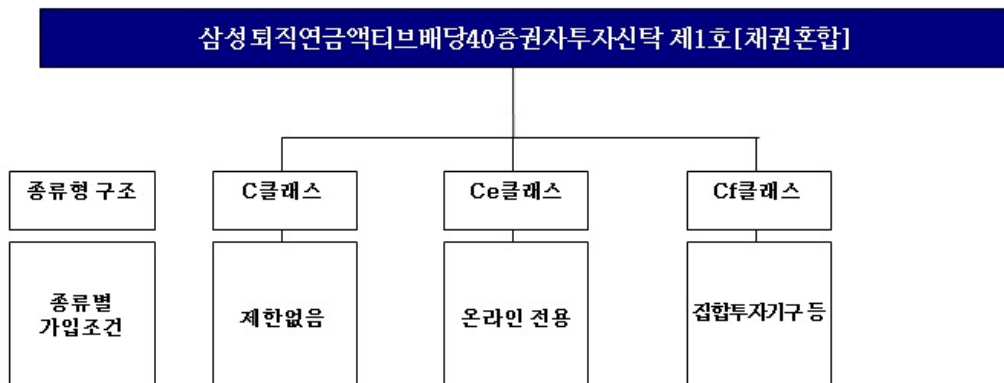 삼성퇴직연금액티브배당40증권자투자신탁 제1호[채권혼합]
종류형 구조
C클래스
Ce클래스
Cf클래스
종류별
가입조건
제한없음
온라인 전용
집합투자기구 등